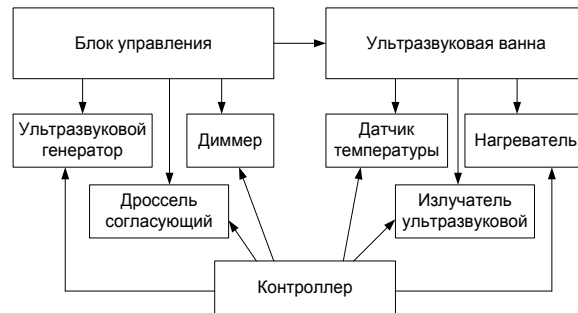 Блок управления
Ультразвуковая ванна
Ультразвуковой
генератор
Диммер
Датчик
температуры
Нагреватель
Дроссель
согласующий
Излучатель
ультразвуковой
Контроллер